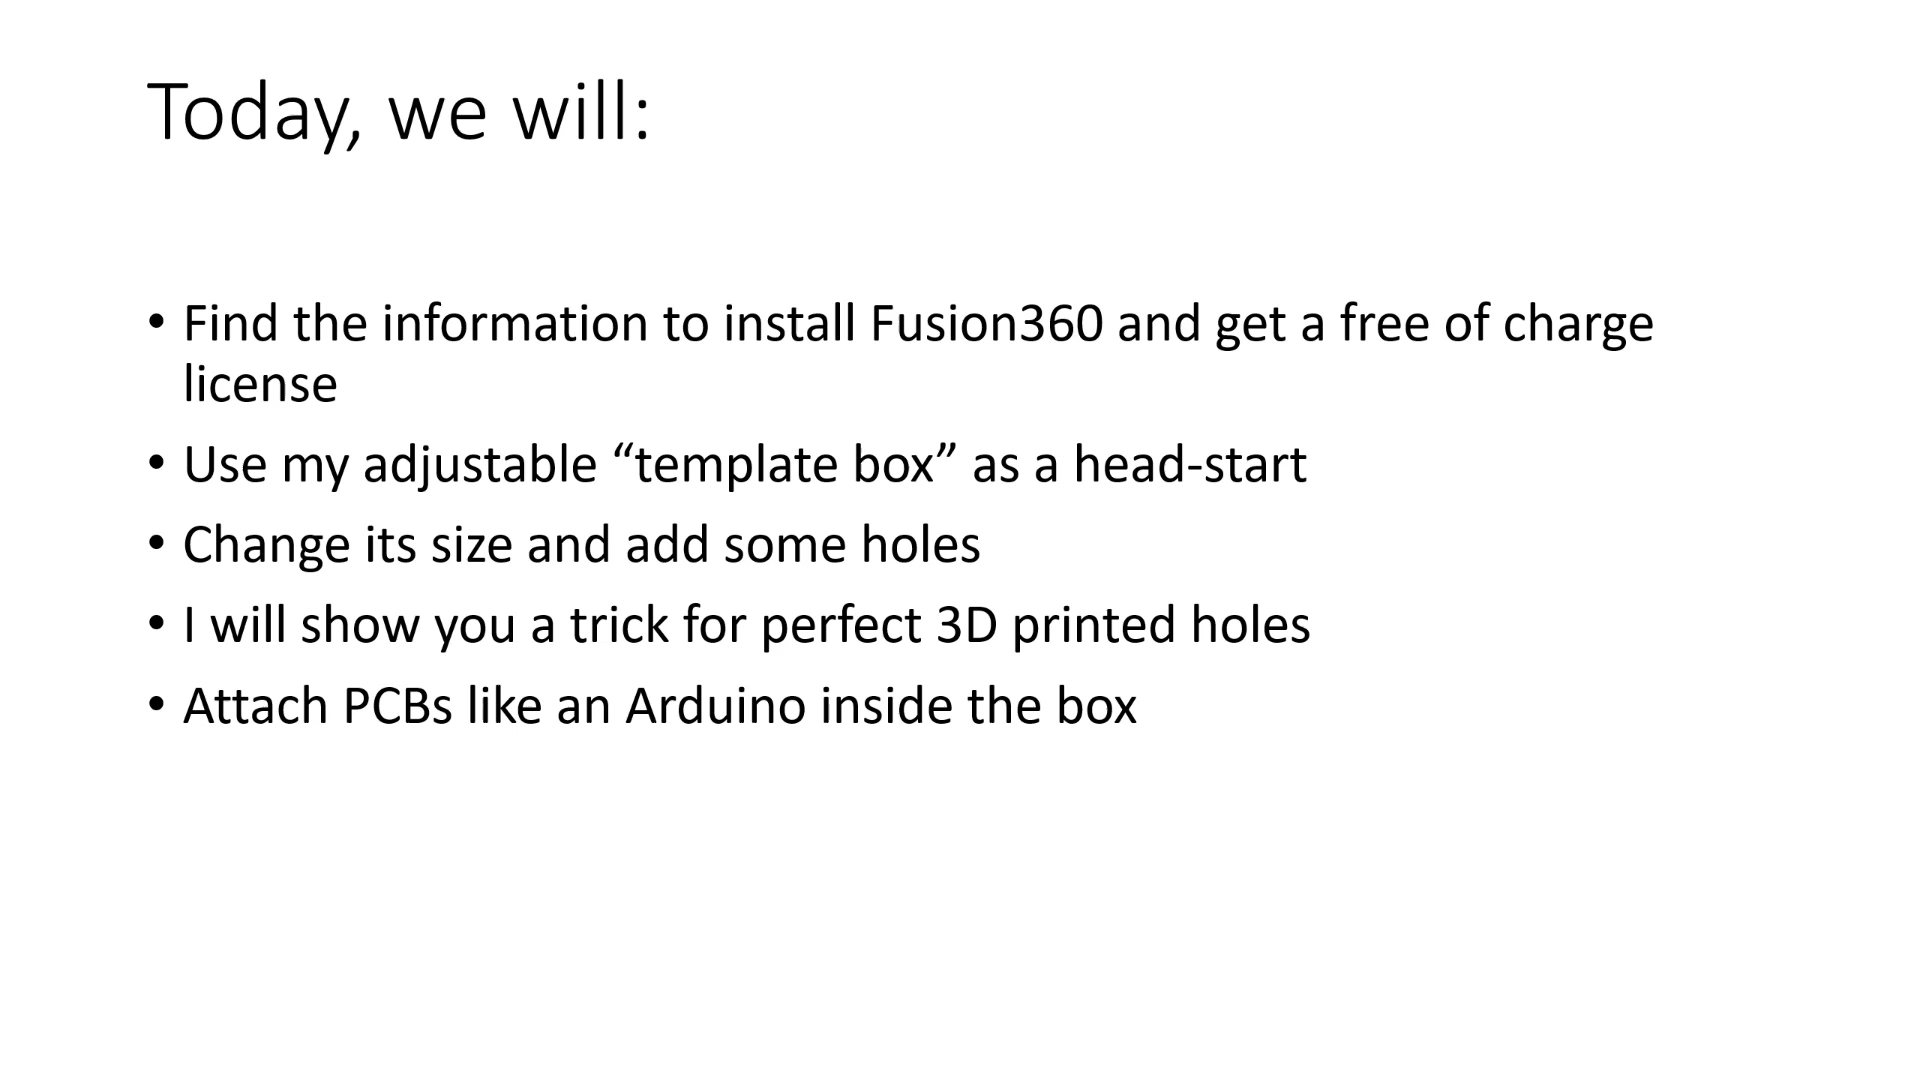 Today, we will:
• Find the information to install Fusion360 and get a free of charge
license
• Use my adjustable “template box” as a head-start
• Change its size and add some holes
• I will show you a trick for perfect 3D printed holes
• Attach PCBs like an Arduino inside the box